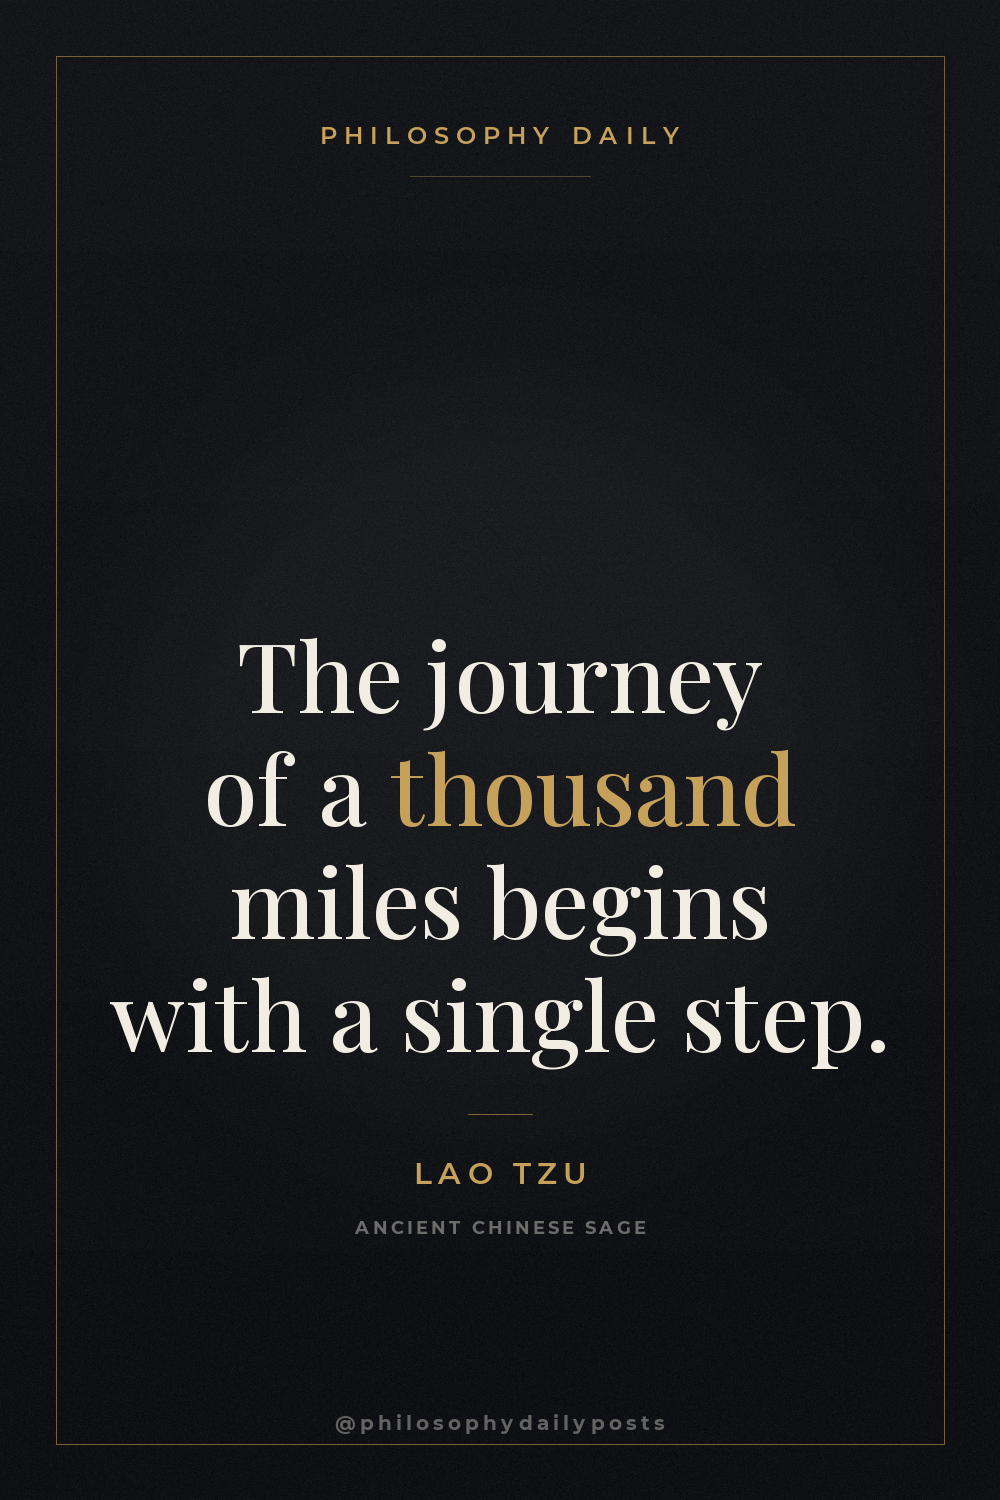 PHILOSOPHY DAILY
The journey
of a thousand
miles begins
with a single step.
LAO TZU
ANCIENT CHINESE SAGE
@philosophydailyposts